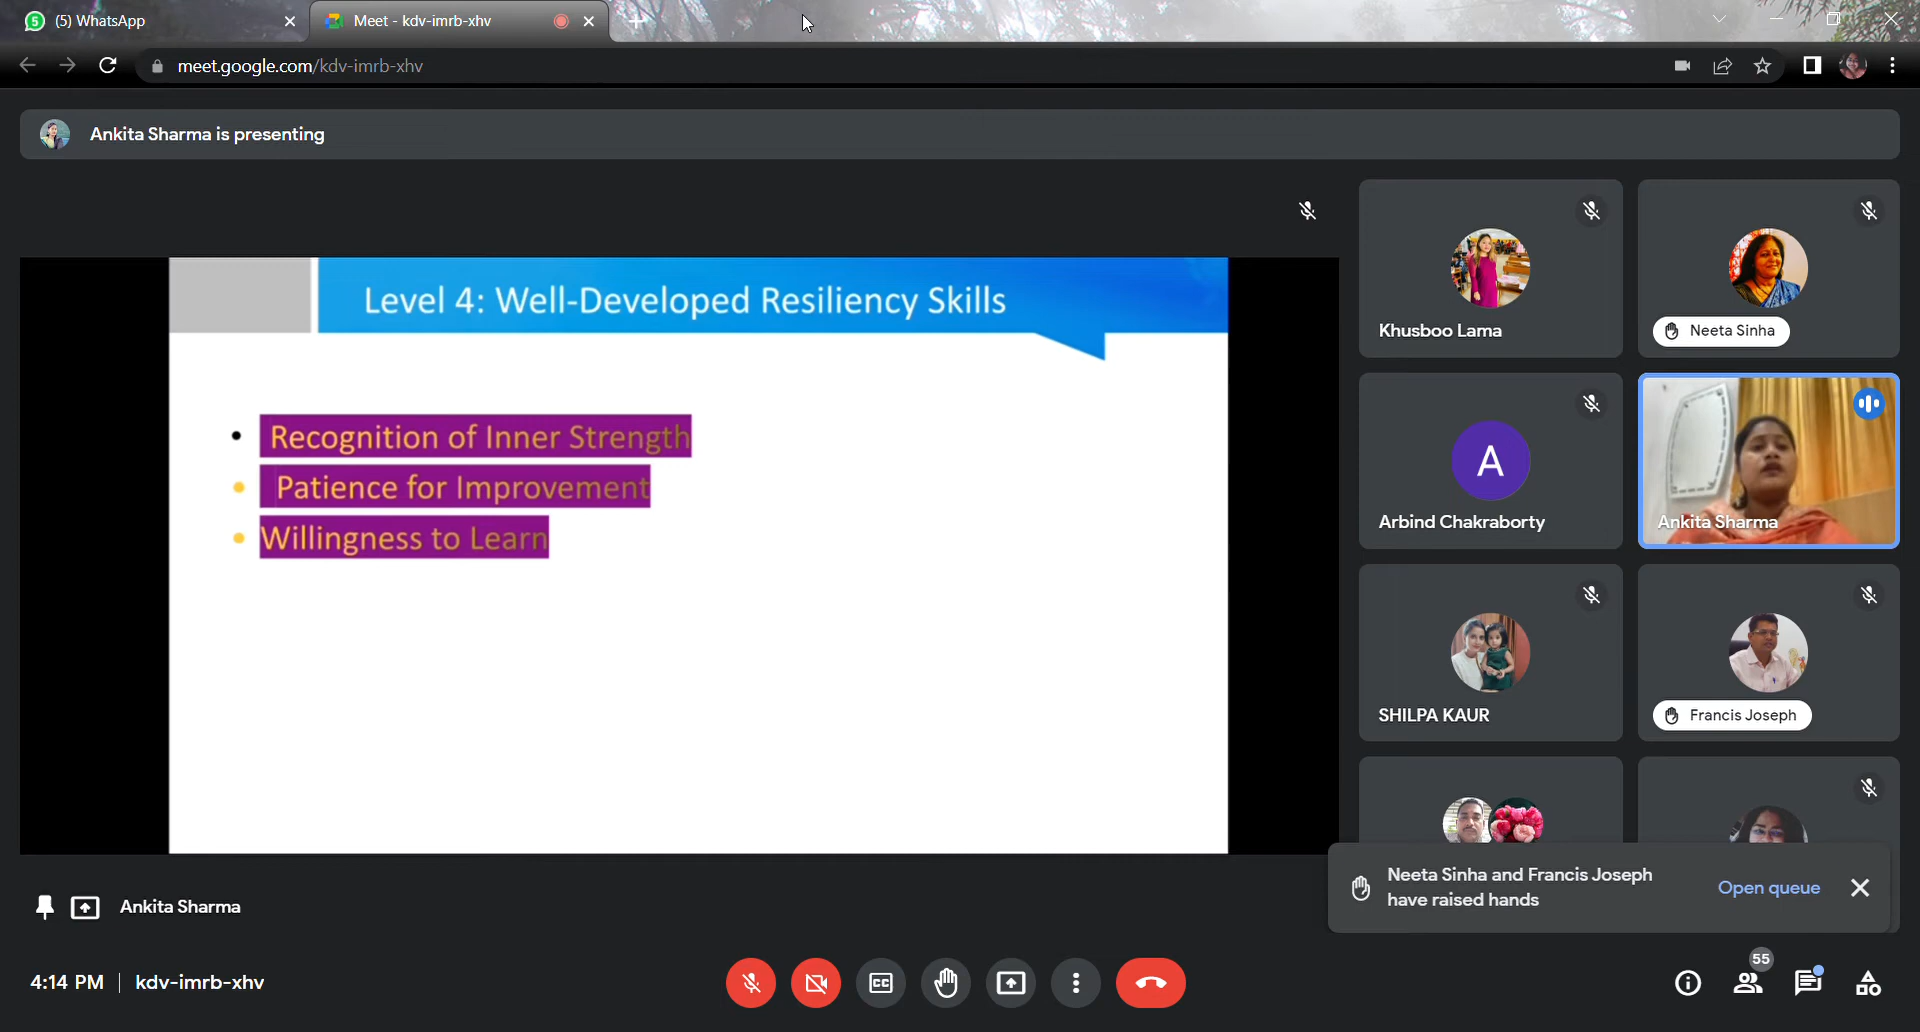 (5) WhatsApp
Meet - kdv-imrb-xhv
meet.google.com/kdv-imrb-xhv
Ankita Sharma is presenting
Level 4: Well-Developed Resiliency Skills
• Recognition of Inner Strength
• Patience for Improvement
• Willingness to Learn
Khusboo Lama
Neeta Sinha
A
Arbind Chakraborty
Ankita Sharma
SHILPA KAUR
Francis Joseph
Neeta Sinha and Francis Joseph
have raised hands
Open queue
Ankita Sharma
4:14 PM | kdv-imrb-xhv
CC
55